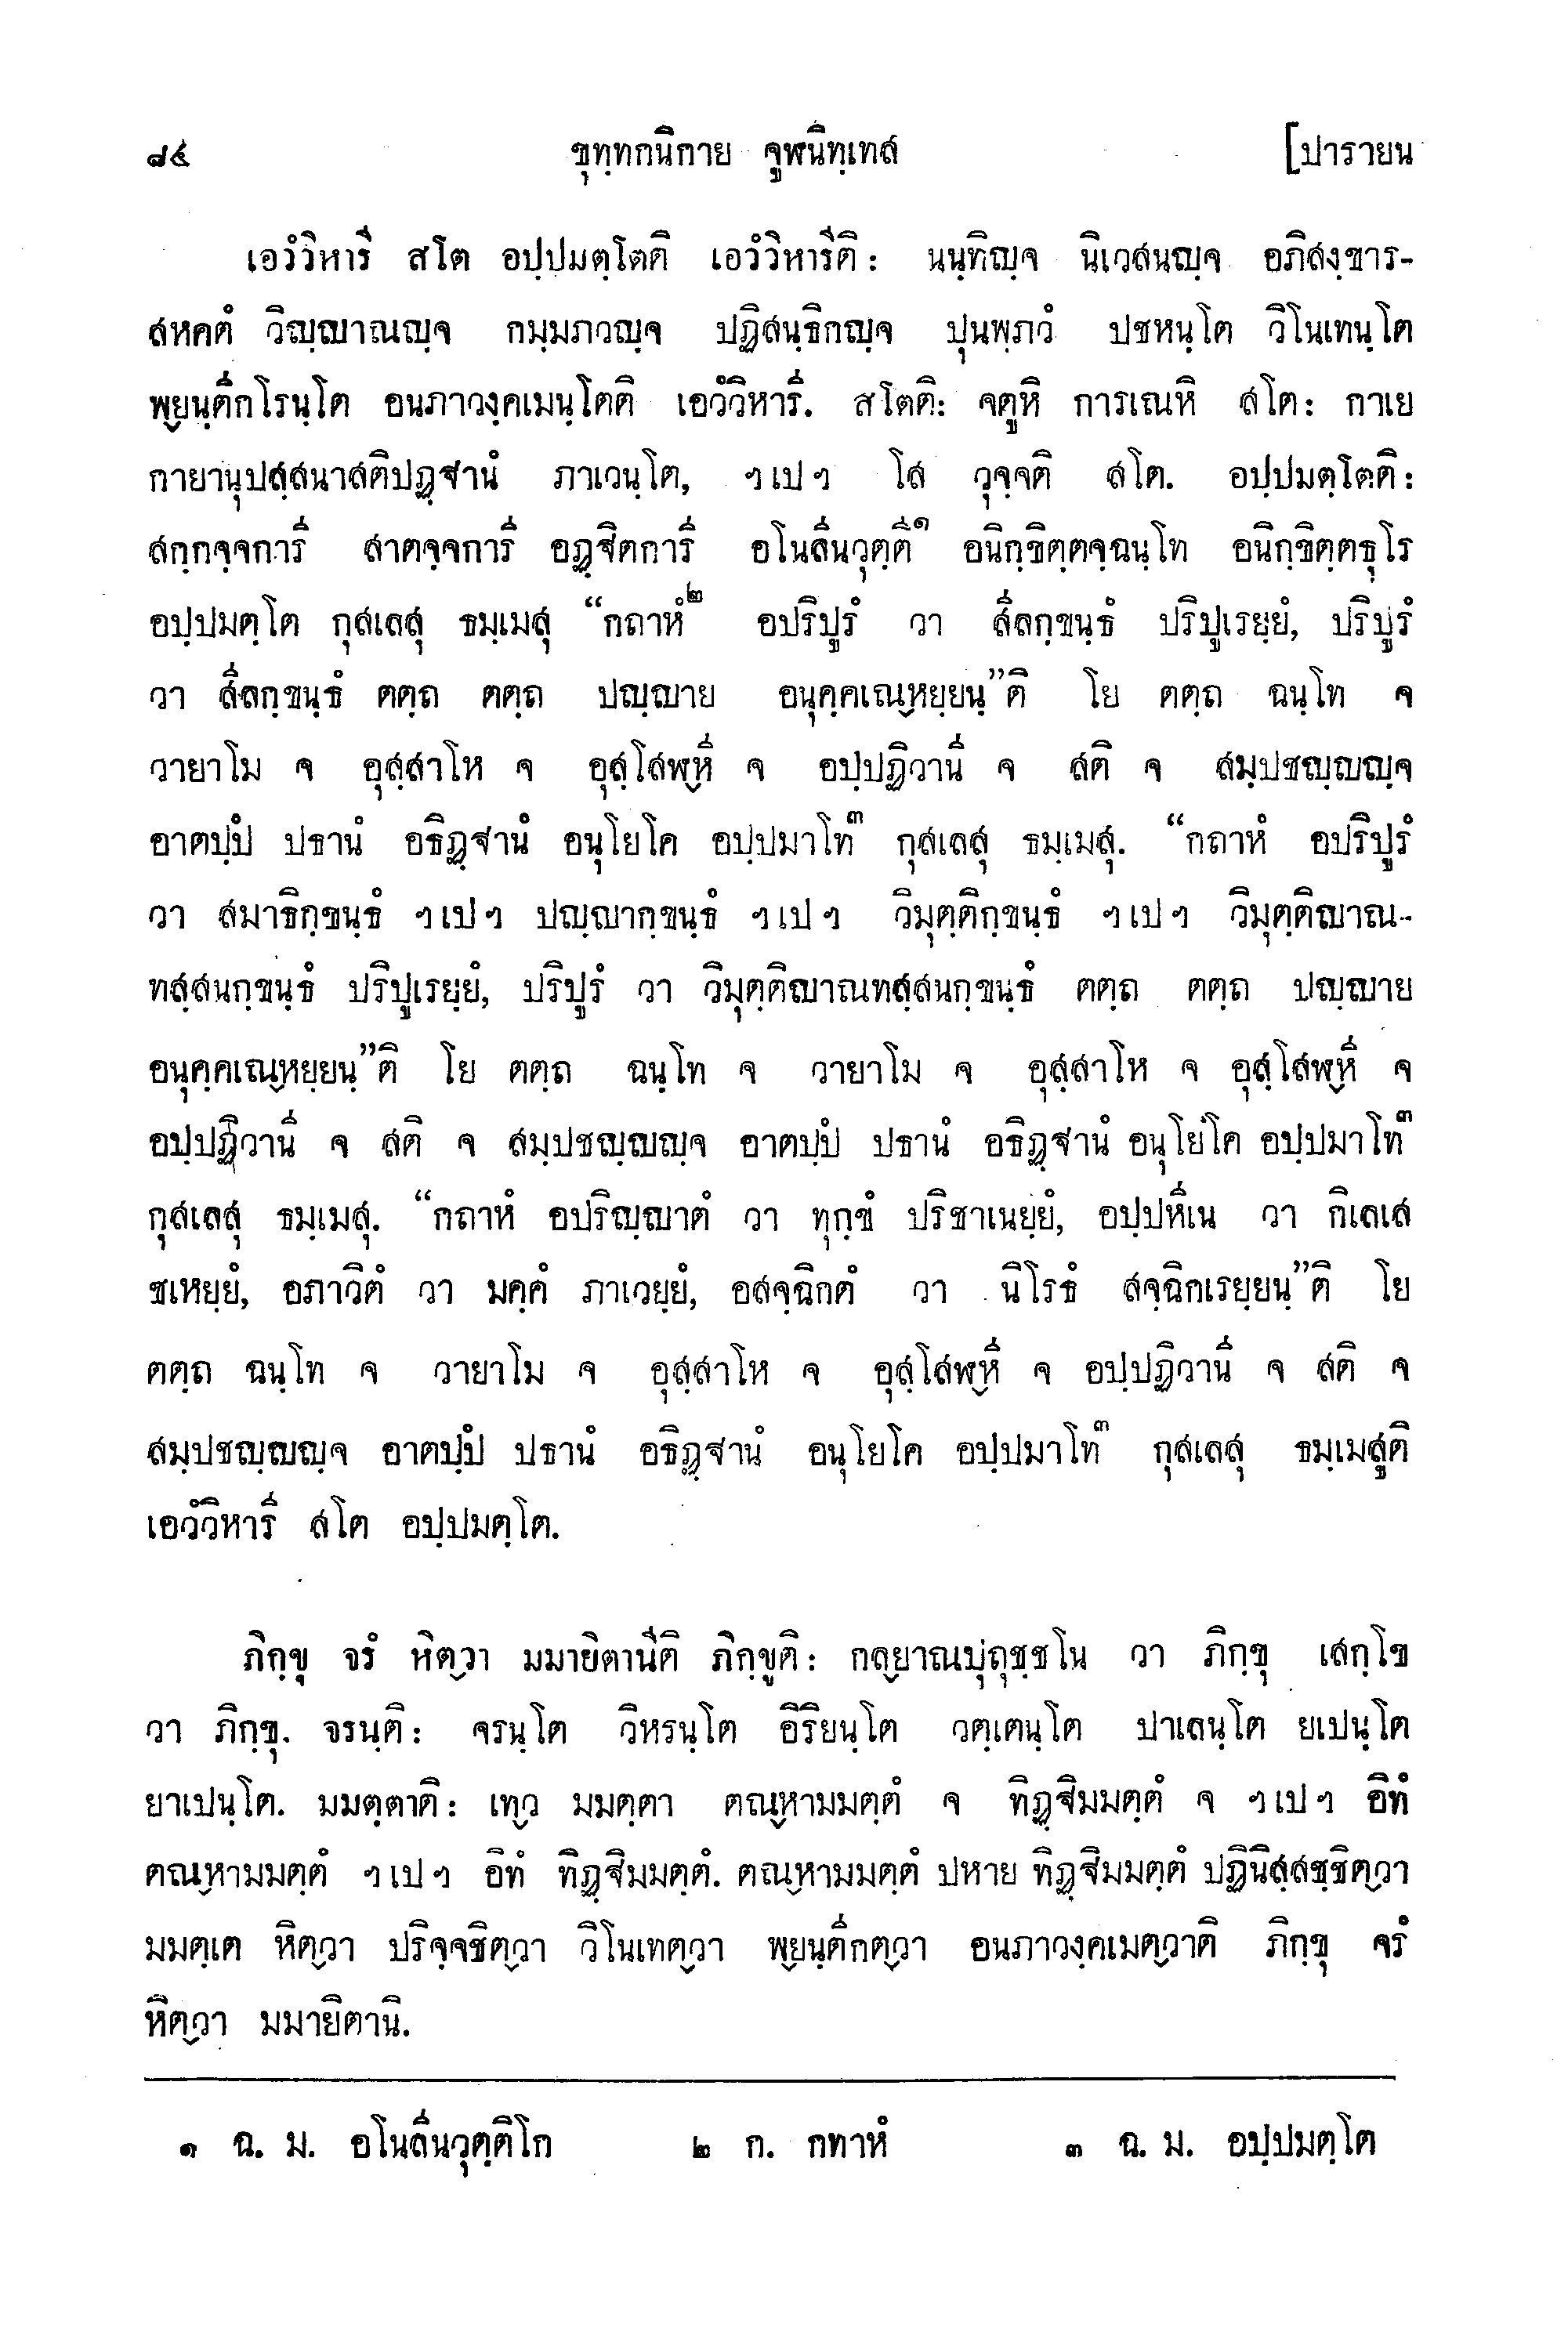 ๘๕ ขุทฺทกนิกาย จูฬนิทฺเทส [ปารายน
เอวํวิหารี สโต อปฺปมตฺโตติ เอวํวิหารีติ: นนฺทิญฺจ นิเวสนญฺจ อภิสงฺขาร-
สหคตํ วิญฺญาณญฺจ กมฺมภวญฺจ ปฏิสนฺธิกญฺจ ปุนพฺภวํ ปชหนฺโต วิโนเทนฺโต
พฺยนฺตีกโรนฺโต อนภาวงฺคเมนฺโตติ เอวํวิหารี. สโตติ: จตูหิ การเณหิ สโต: กาเย
กายานุปสฺสนาสติปฏฺฐานํ ภาเวนฺโต, ฯเปฯ โส วุจฺจติ สโต. อปฺปมตฺโตติ:
สกฺกจฺจการี สาตจฺจการี อฏฺฐิตการี อโนลีนวุตฺติ๑ อนิกฺขิตฺตจฺฉนฺโท อนิกฺขิตฺตธุโร
อปฺปมตฺโต กุสเลสุ ธมฺเมสุ “กถาหํ๒ อปริปูรํ วา สีลกฺขนฺธํ ปริปูเรยฺยํ, ปริปูรํ
วา สีลกฺขนฺธํ ตตฺถ ตตฺถ ปญฺญาย อนุคฺคเณฺหยฺยนฺ”ติ โย ตตฺถ ฉนฺโท จ
วายาโม จ อุสฺสาโห จ อุสฺโสฬฺหี จ อปฺปฏิวานี จ สติ จ สมฺปชญฺญญฺจ
อาตปฺปํ ปธานํ อธิฏฺฐานํ อนุโยโค อปฺปมาโท๓ กุสเลสุ ธมฺเมสุ. “กถาหํ อปริปูรํ
วา สมาธิกฺขนฺธํ ฯเปฯ ปญฺญากฺขนฺธํ ฯเปฯ วิมุตฺติกฺขนฺธํ ฯเปฯ วิมุตฺติญาณ-
ทสฺสนกฺขนฺธํ ปริปูเรยฺยํ, ปริปูรํ วา วิมุตฺติญาณทสฺสนกฺขนฺธํ ตตฺถ ตตฺถ ปญฺญาย
อนุคฺคเณฺหยฺยนฺ”ติ โย ตตฺถ ฉนฺโท จ วายาโม จ อุสฺสาโห จ อุสฺโสฬฺหี จ
อปฺปฏิวานี จ สติ จ สมฺปชญฺญญฺจ อาตปฺปํ ปธานํ อธิฏฺฐานํ อนุโยโค อปฺปมาโท๓
กุสเลสุ ธมฺเมสุ. “กถาหํ อปริญฺญาตํ วา ทุกฺขํ ปริชาเนยฺยํ, อปฺปหีเน วา กิเลเส
ชเหยฺยํ, อภาวิตํ วา มคฺคํ ภาเวยฺยํ, อสจฺฉิกตํ วา นิโรธํ สจฺฉิกเรยฺยนฺ”ติ โย
ตตฺถ ฉนฺโท จ วายาโม จ อุสฺสาโห จ อุสฺโสฬฺหี จ อปฺปฏิวานี จ สติ จ
สมฺปชญฺญญฺจ อาตปฺปํ ปธานํ อธิฏฺฐานํ อนุโยโค อปฺปมาโท๓ กุสเลสุ ธมฺเมสูติ
เอวํวิหารี สโต อปฺปมตฺโต.
ภิกฺขุ จรํ หิตฺวา มมายิตานีติ ภิกฺขูติ: กลฺยาณปุถุชฺชโน วา ภิกฺขุ เสกฺโข
วา ภิกฺขุ. จรนฺติ: จรนฺโต วิหรนฺโต อิริยนฺโต วตฺเตนฺโต ปาเลนฺโต ยเปนฺโต
ยาเปนฺโต. มมตฺตาติ: เทฺว มมตฺตา ตณฺหามมตฺตํ จ ทิฏฺฐิมมตฺตํ จ ฯเปฯ อิทํ
ตณฺหามมตฺตํ ฯเปฯ อิทํ ทิฏฺฐิมมตฺตํ. ตณฺหามมตฺตํ ปหาย ทิฏฺฐิมมตฺตํ ปฏินิสฺสชฺชิตฺวา
มมตฺเต หิตฺวา ปริจฺจชิตฺวา วิโนเทตฺวา พฺยนฺตีกตฺวา อนภาวงฺคเมตฺวาติ ภิกฺขุ จรํ
หิตฺวา มมายิตานิ.
๑ ฉ. ม. อโนลีนวุตฺติโก ๒ ก. กทาหํ ๓ ฉ. ม. อปฺปมตฺโต